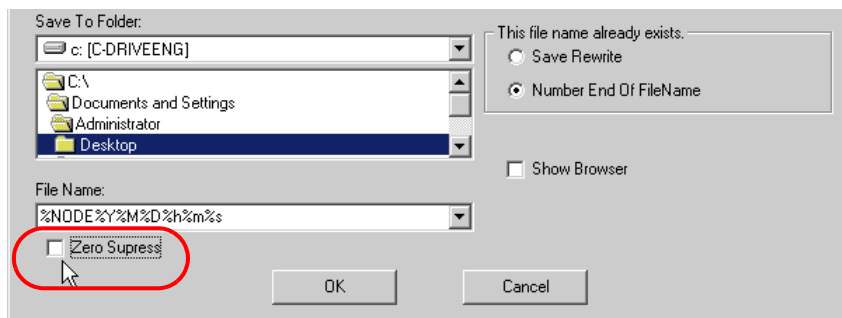 Save To Folder:
c: [C-DRIVEENG]
C:\
Documents and Settings
Administrator
Desktop
File Name:
%NODE%Y%M%D%h%m%s
Zero Supress
This file name already exists.
Save Rewrite
Number End Of FileName
Show Browser
OK
Cancel